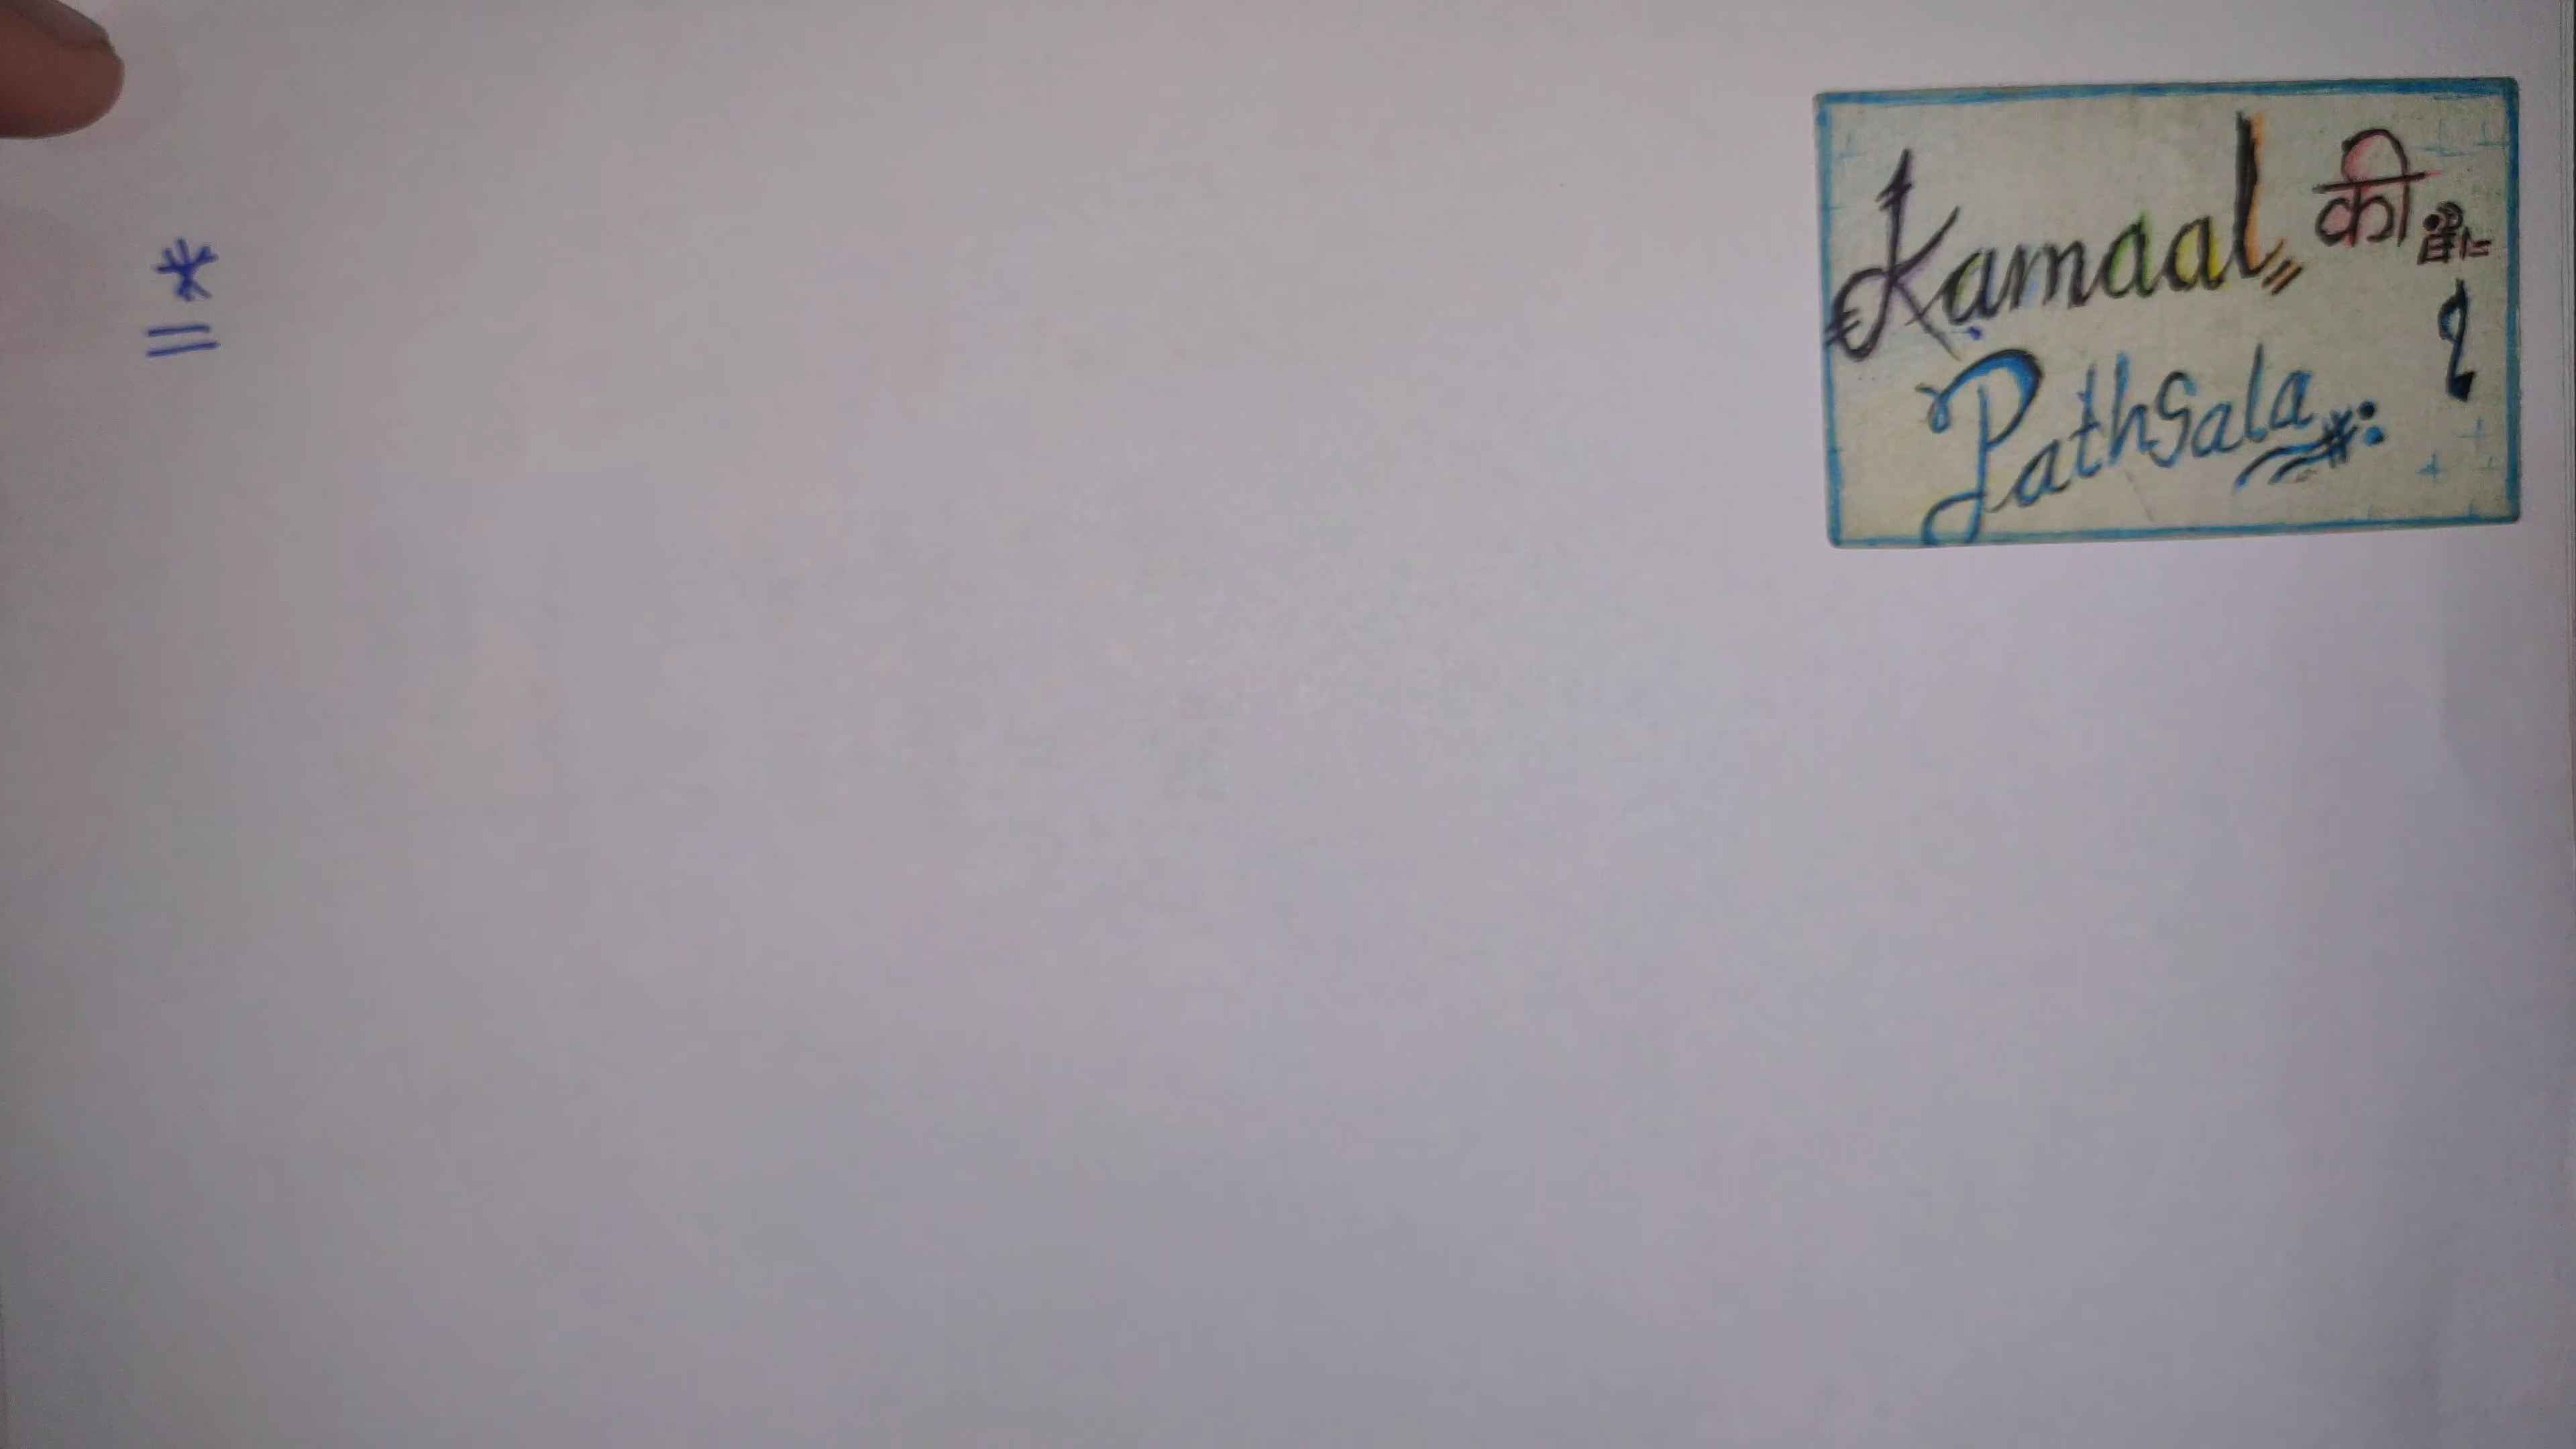 *
=
Kamaal की
PathSala